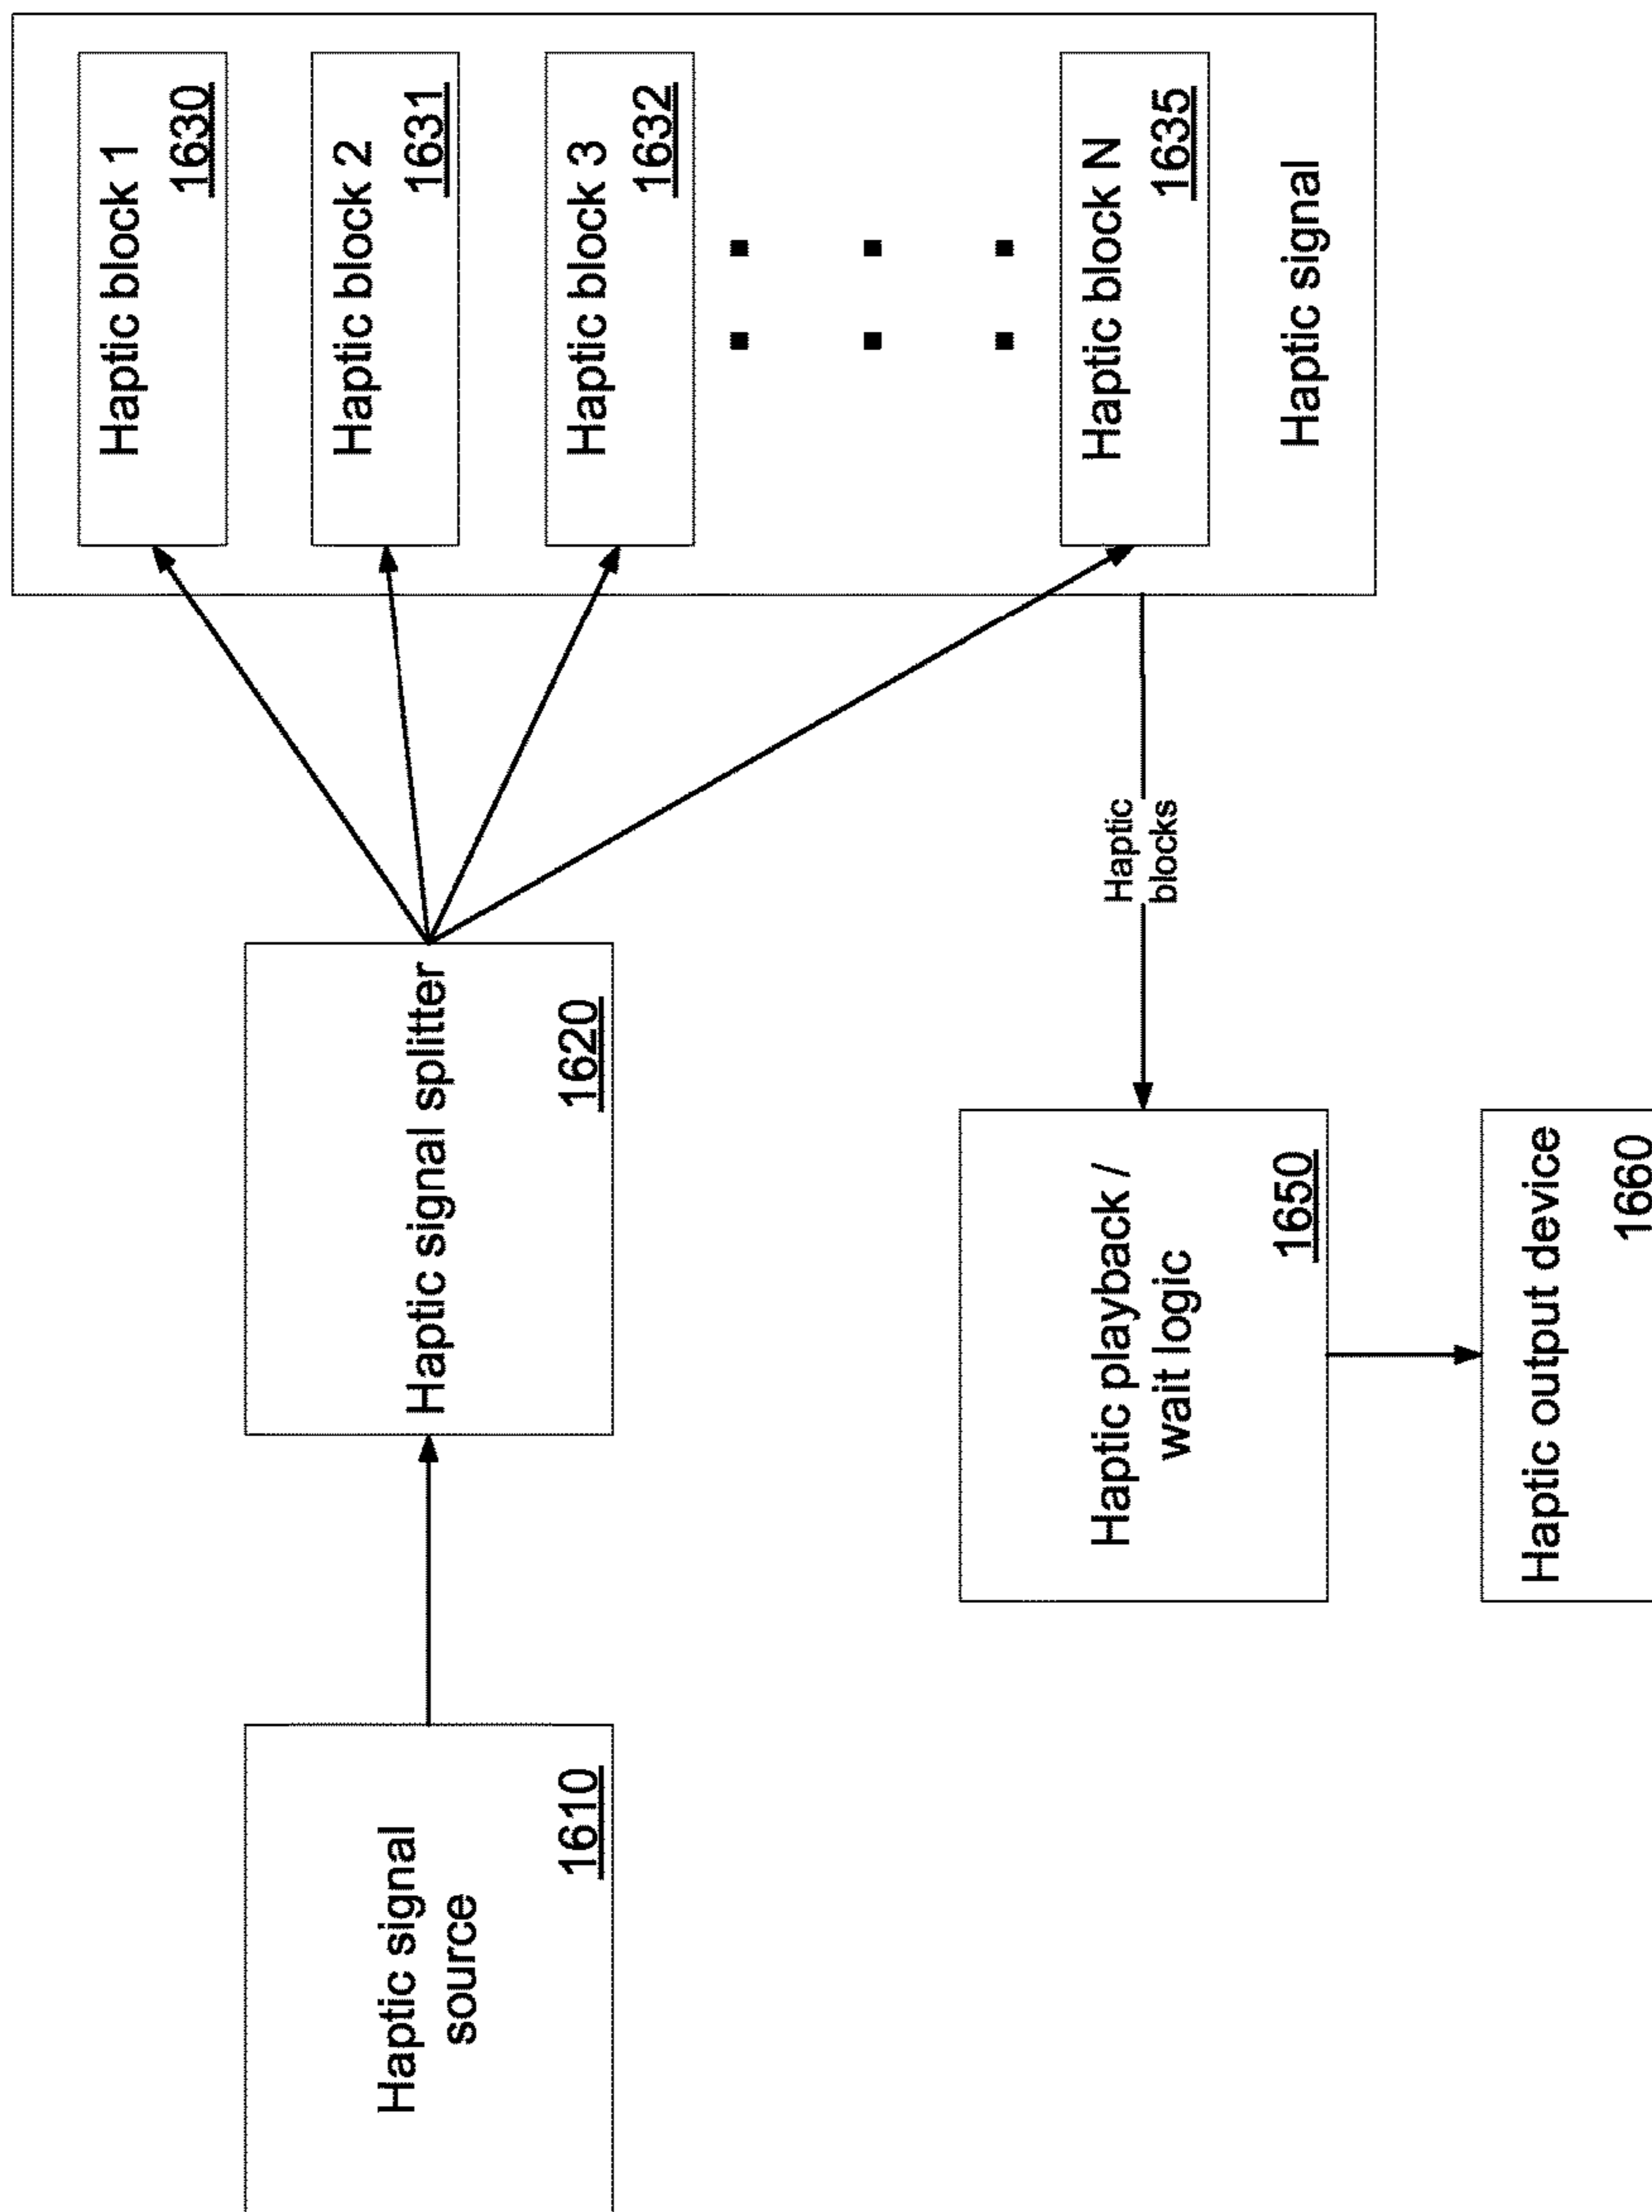 Haptic signal
source
1610
Haptic signal splitter
1620
Haptic block 1
1630
Haptic block 2
1631
Haptic block 3
1632
Haptic block N
1635
Haptic signal
Haptic
blocks
Haptic playback /
wait logic
1650
Haptic output device
1660